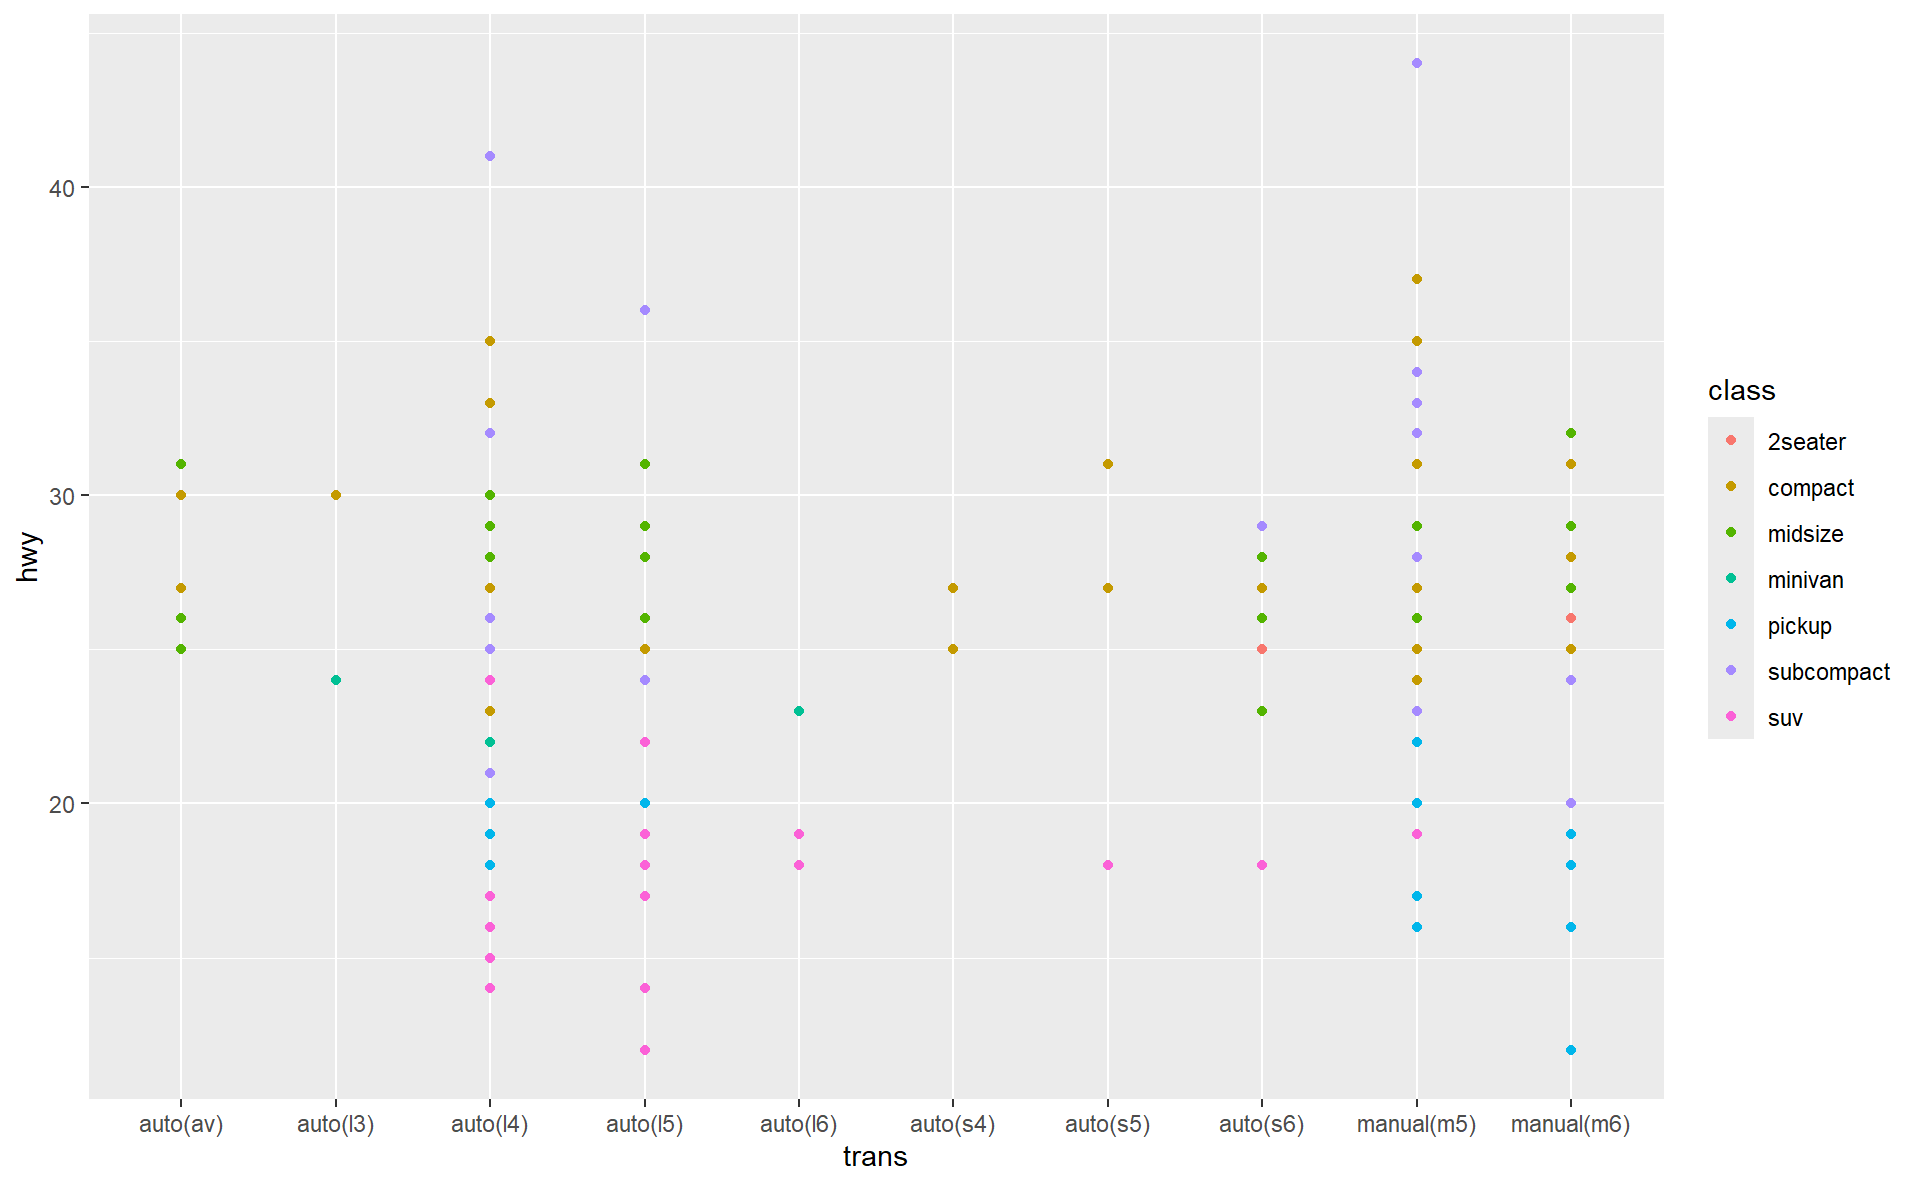 40
30
20
hwy
auto(av) auto(l3) auto(l4) auto(l5) auto(l6) auto(s4) auto(s5) auto(s6) manual(m5) manual(m6)
trans
class
2seater
compact
midsize
minivan
pickup
subcompact
suv